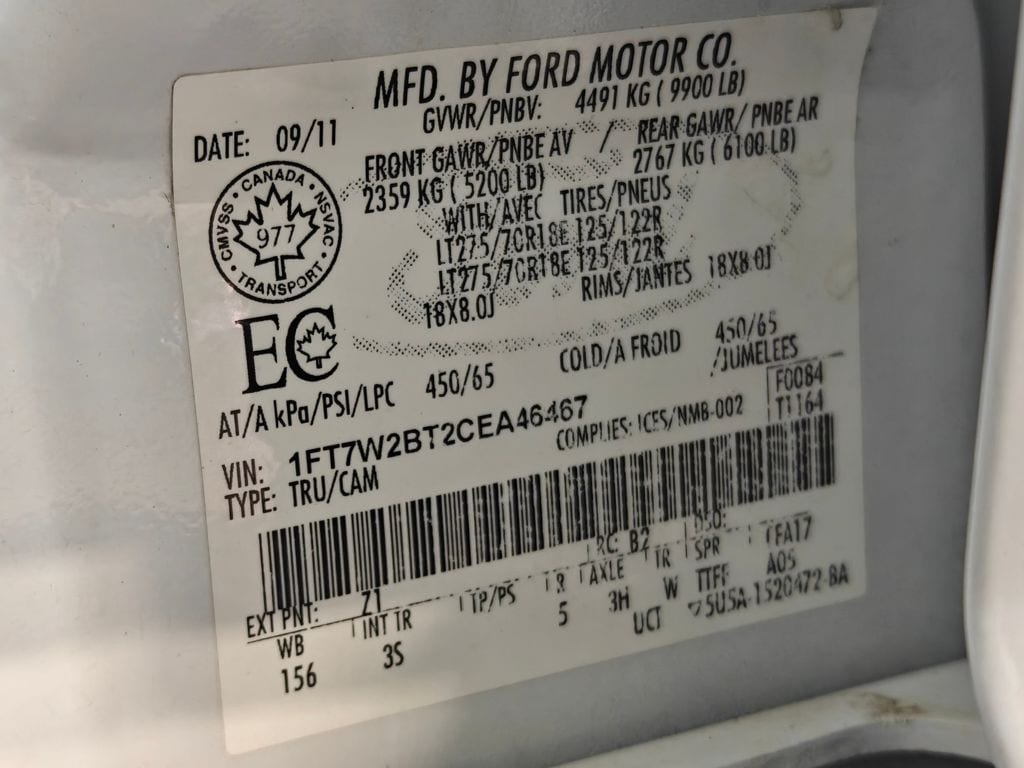 MFD. BY FORD MOTOR CO.
DATE: 09/11
GVWR/PNBV: 4491 KG ( 9900 LB)
FRONT GAWR/PNBE AV / REAR GAWR/ PNBE AR
2359 KG ( 5200 LB) 2767 KG ( 6100 LB)
WITH/AVEC TIRES/PNEUS
LT275/70R18E 125/122R
LT275/70R18E 125/122R
18X8.0J RIMS/JANTES 18X8.0J
CANADA • NSVAC • TRANSPORT • CMVSS •
977
EC
AT/A kPa/PSI/LPC 450/65 COLD/A FROID 450/65
/JUMELEES
VIN: 1FT7W2BT2CEA46467
COMPLIES: ICES/NMB-002
F0084
T1164
TYPE: TRU/CAM
EXT PNT: Z1 RC: B2 DSO:
WB INT TR TP/PS R AXLE TR SPR TFA17
156 3S 5 3H W TTFF A05
UCT 5U5A-1520472-BA